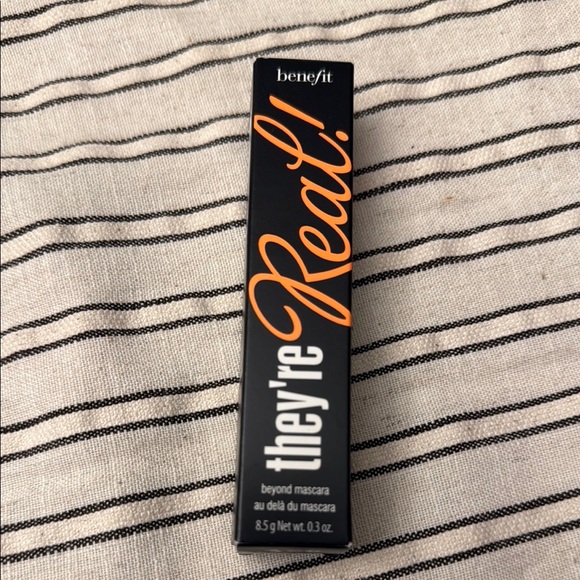 benefit
they're Real!
beyond mascara
au delà du mascara
8.5 g Net wt. 0.3 oz.